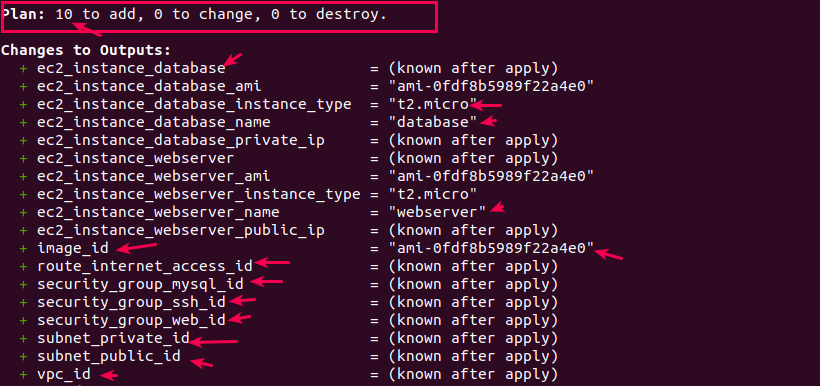 Plan: 10 to add, 0 to change, 0 to destroy.
Changes to Outputs:
+ ec2_instance_database = (known after apply)
+ ec2_instance_database_ami = "ami-0fdf8b5989f22a4e0"
+ ec2_instance_database_instance_type = "t2.micro"
+ ec2_instance_database_name = "database"
+ ec2_instance_database_private_ip = (known after apply)
+ ec2_instance_webserver = (known after apply)
+ ec2_instance_webserver_ami = "ami-0fdf8b5989f22a4e0"
+ ec2_instance_webserver_instance_type = "t2.micro"
+ ec2_instance_webserver_name = "webserver"
+ ec2_instance_webserver_public_ip = (known after apply)
+ image_id = "ami-0fdf8b5989f22a4e0"
+ route_internet_access_id = (known after apply)
+ security_group_mysql_id = (known after apply)
+ security_group_ssh_id = (known after apply)
+ security_group_web_id = (known after apply)
+ subnet_private_id = (known after apply)
+ subnet_public_id = (known after apply)
+ vpc_id = (known after apply)